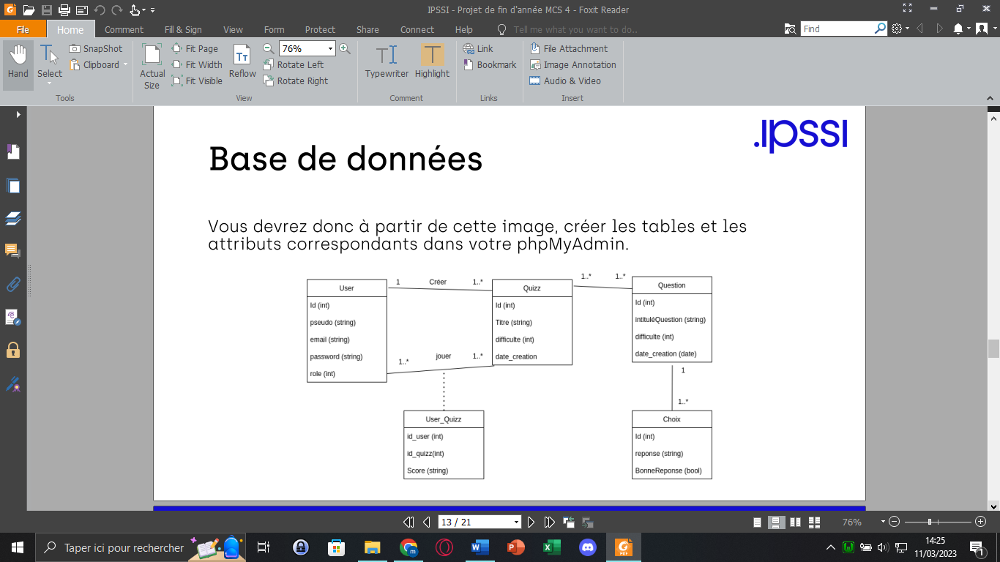 IPSSI - Projet de fin d'année MCS 4 - Foxit Reader
File
Home
Comment
Fill & Sign
View
Form
Protect
Share
Connect
Help
Tell me what you want to do..
Find
Hand
Select
SnapShot
Clipboard
Tools
Actual
Size
Fit Page
Fit Width
Fit Visible
Reflow
76%
Rotate Left
Rotate Right
View
Typewriter
Highlight
Comment
Link
Bookmark
Links
File Attachment
Image Annotation
Audio & Video
Insert
.IPSSI
Base de données
Vous devrez donc à partir de cette image, créer les tables et les
attributs correspondants dans votre phpMyAdmin.
User
Id (int)
pseudo (string)
email (string)
password (string)
role (int)
1 Créer 1..*
1..* jouer 1..*
Quizz
Id (int)
Titre (string)
difficulte (int)
date_creation
1..* 1..*
Question
Id (int)
intituléQuestion (string)
difficulte (int)
date_creation (date)
1
1..*
User_Quizz
id_user (int)
id_quizz(int)
Score (string)
Choix
Id (int)
reponse (string)
BonneReponse (bool)
13 / 21
76%
Taper ici pour rechercher
14:25
11/03/2023
1